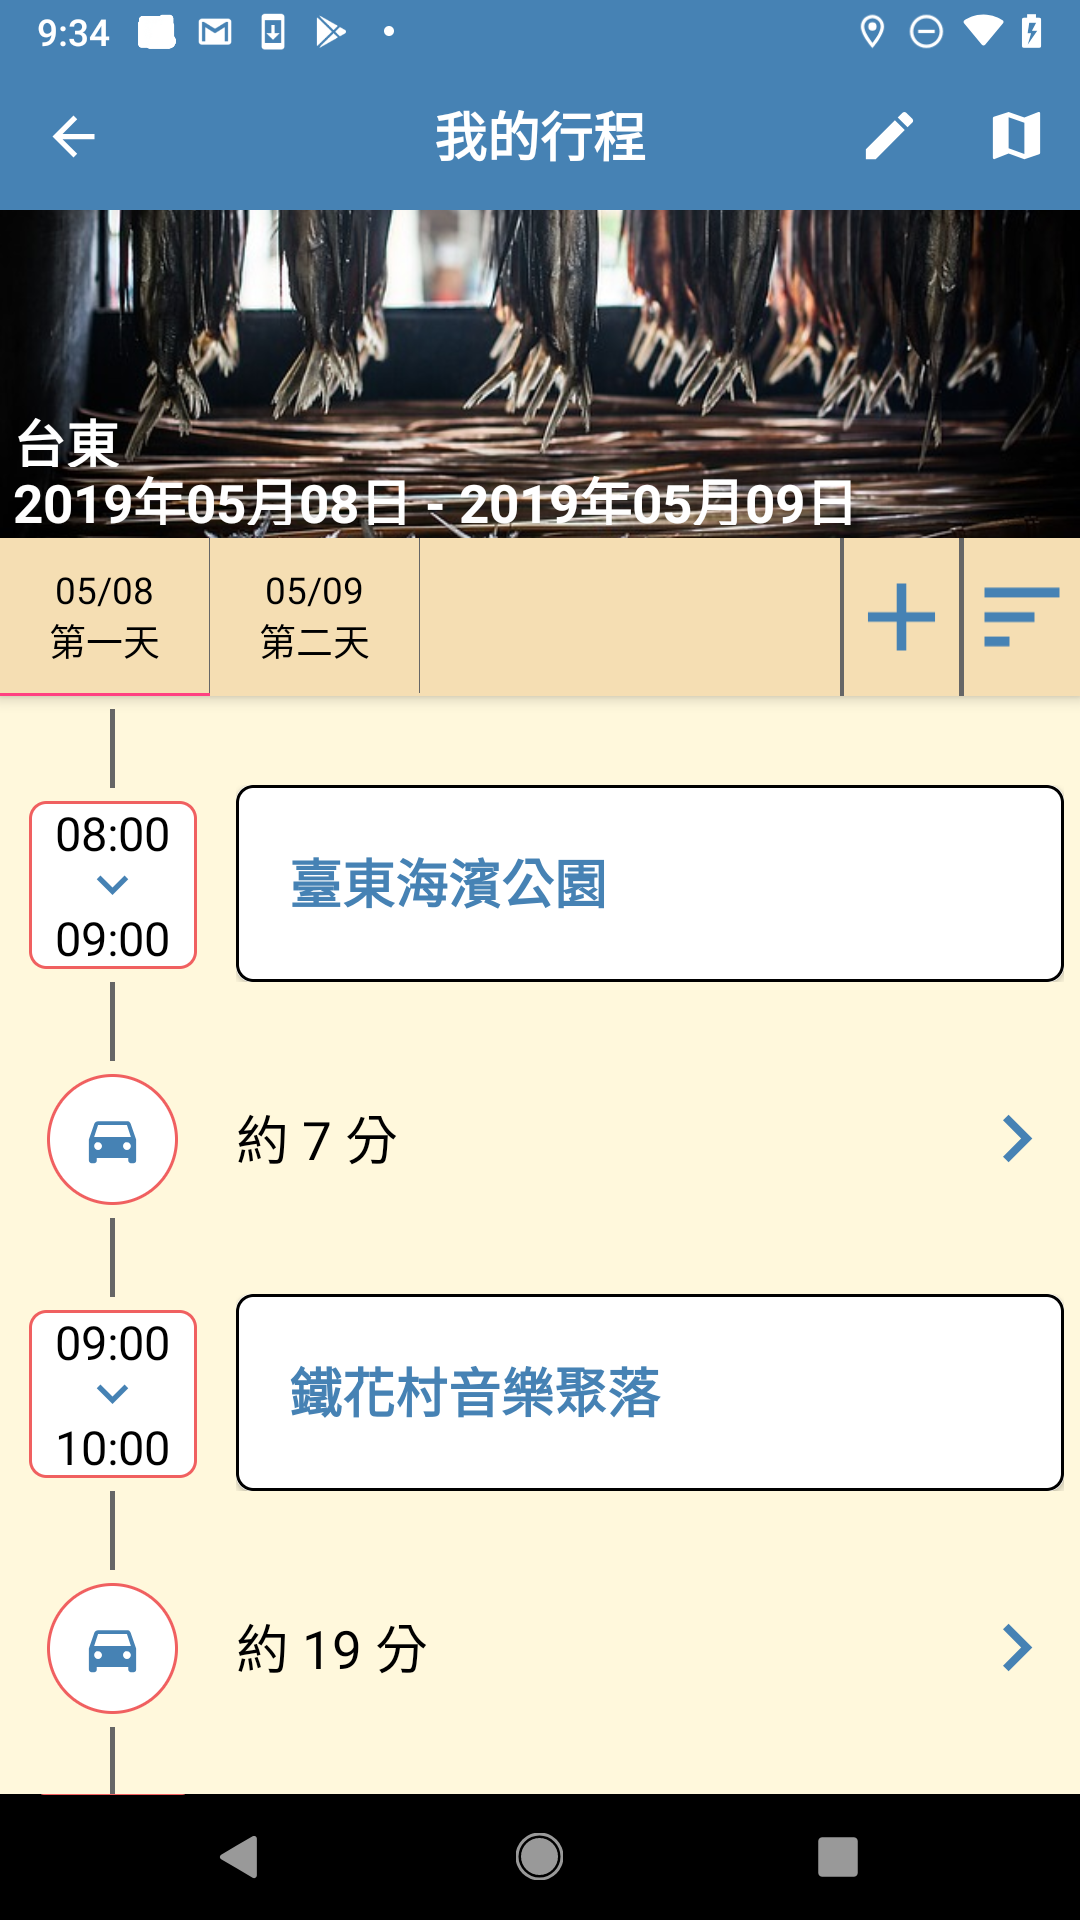 9:34
我的行程
台東
2019年05月08日 - 2019年05月09日
05/08
第一天
05/09
第二天
08:00
09:00
臺東海濱公園
約 7 分
09:00
10:00
鐵花村音樂聚落
約 19 分